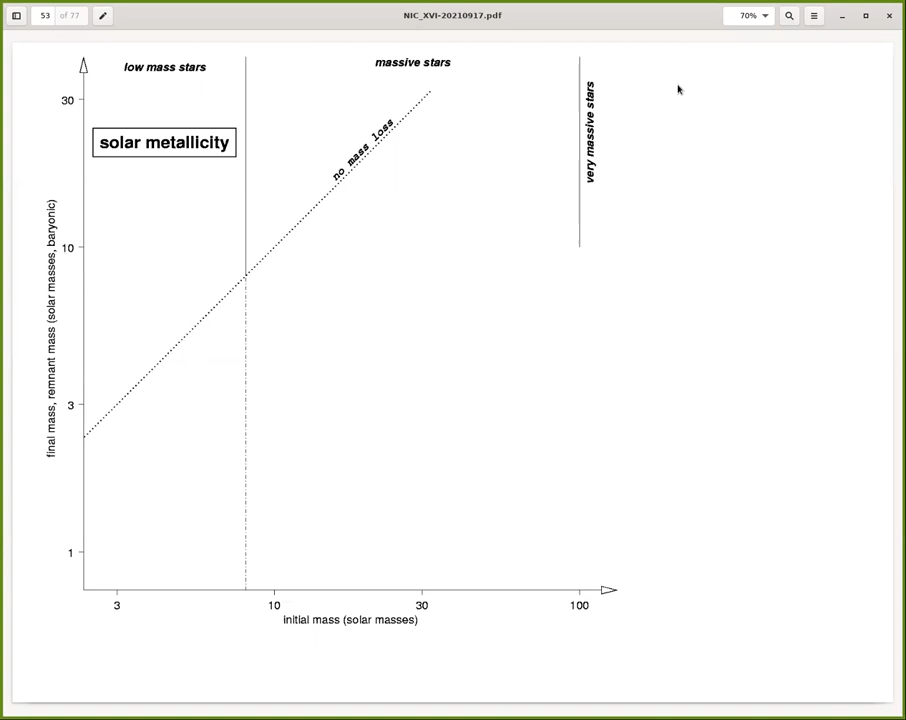 53 of 77
NIC_XVI-20210917.pdf
70%
low mass stars
massive stars
very massive stars
solar metallicity
no mass loss
final mass, remnant mass (solar masses, baryonic)
30
10
3
1
3
10
30
100
initial mass (solar masses)